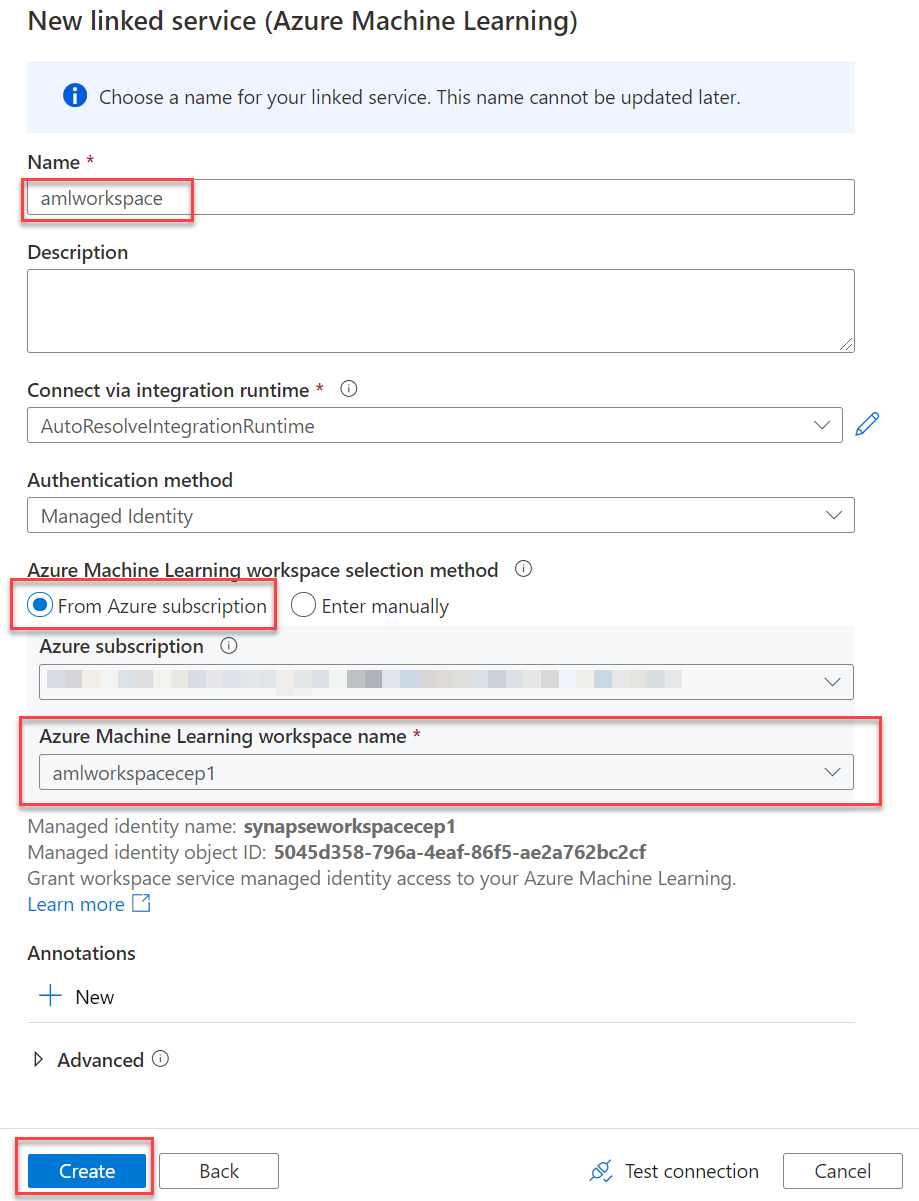 New linked service (Azure Machine Learning)
Choose a name for your linked service. This name cannot be updated later.
Name *
amlworkspace
Description
Connect via integration runtime *
AutoResolveIntegrationRuntime
Authentication method
Managed Identity
Azure Machine Learning workspace selection method
From Azure subscription Enter manually
Azure subscription
Azure Machine Learning workspace name *
amlworkspacecep1
Managed identity name: synapseworkspacecep1
Managed identity object ID: 5045d358-796a-4eaf-86f5-ae2a762bc2cf
Grant workspace service managed identity access to your Azure Machine Learning.
Learn more
Annotations
New
Advanced
Create Back Test connection Cancel